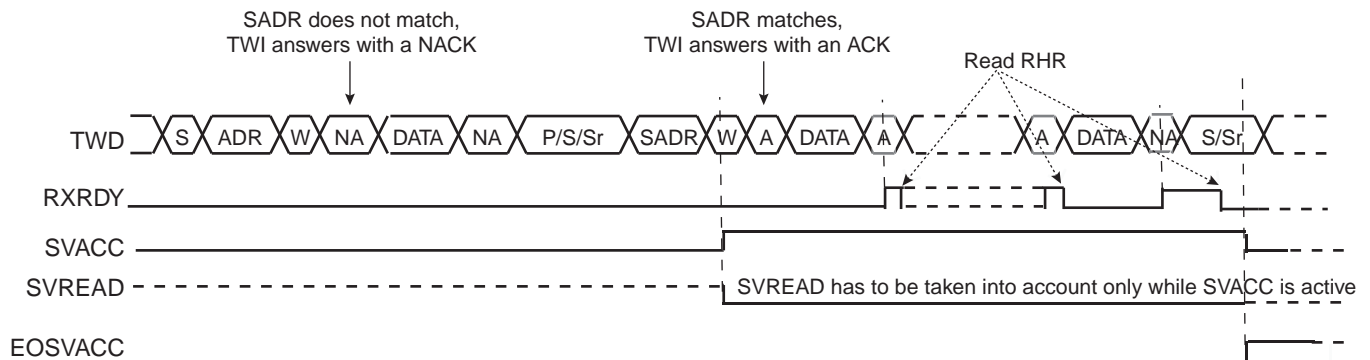 SADR does not match,
TWI answers with a NACK
SADR matches,
TWI answers with an ACK
Read RHR
TWD S ADR W NA DATA NA P/S/Sr SADR W A DATA A A DATA NA S/Sr
RXRDY
SVACC
SVREAD SVREAD has to be taken into account only while SVACC is active
EOSVACC